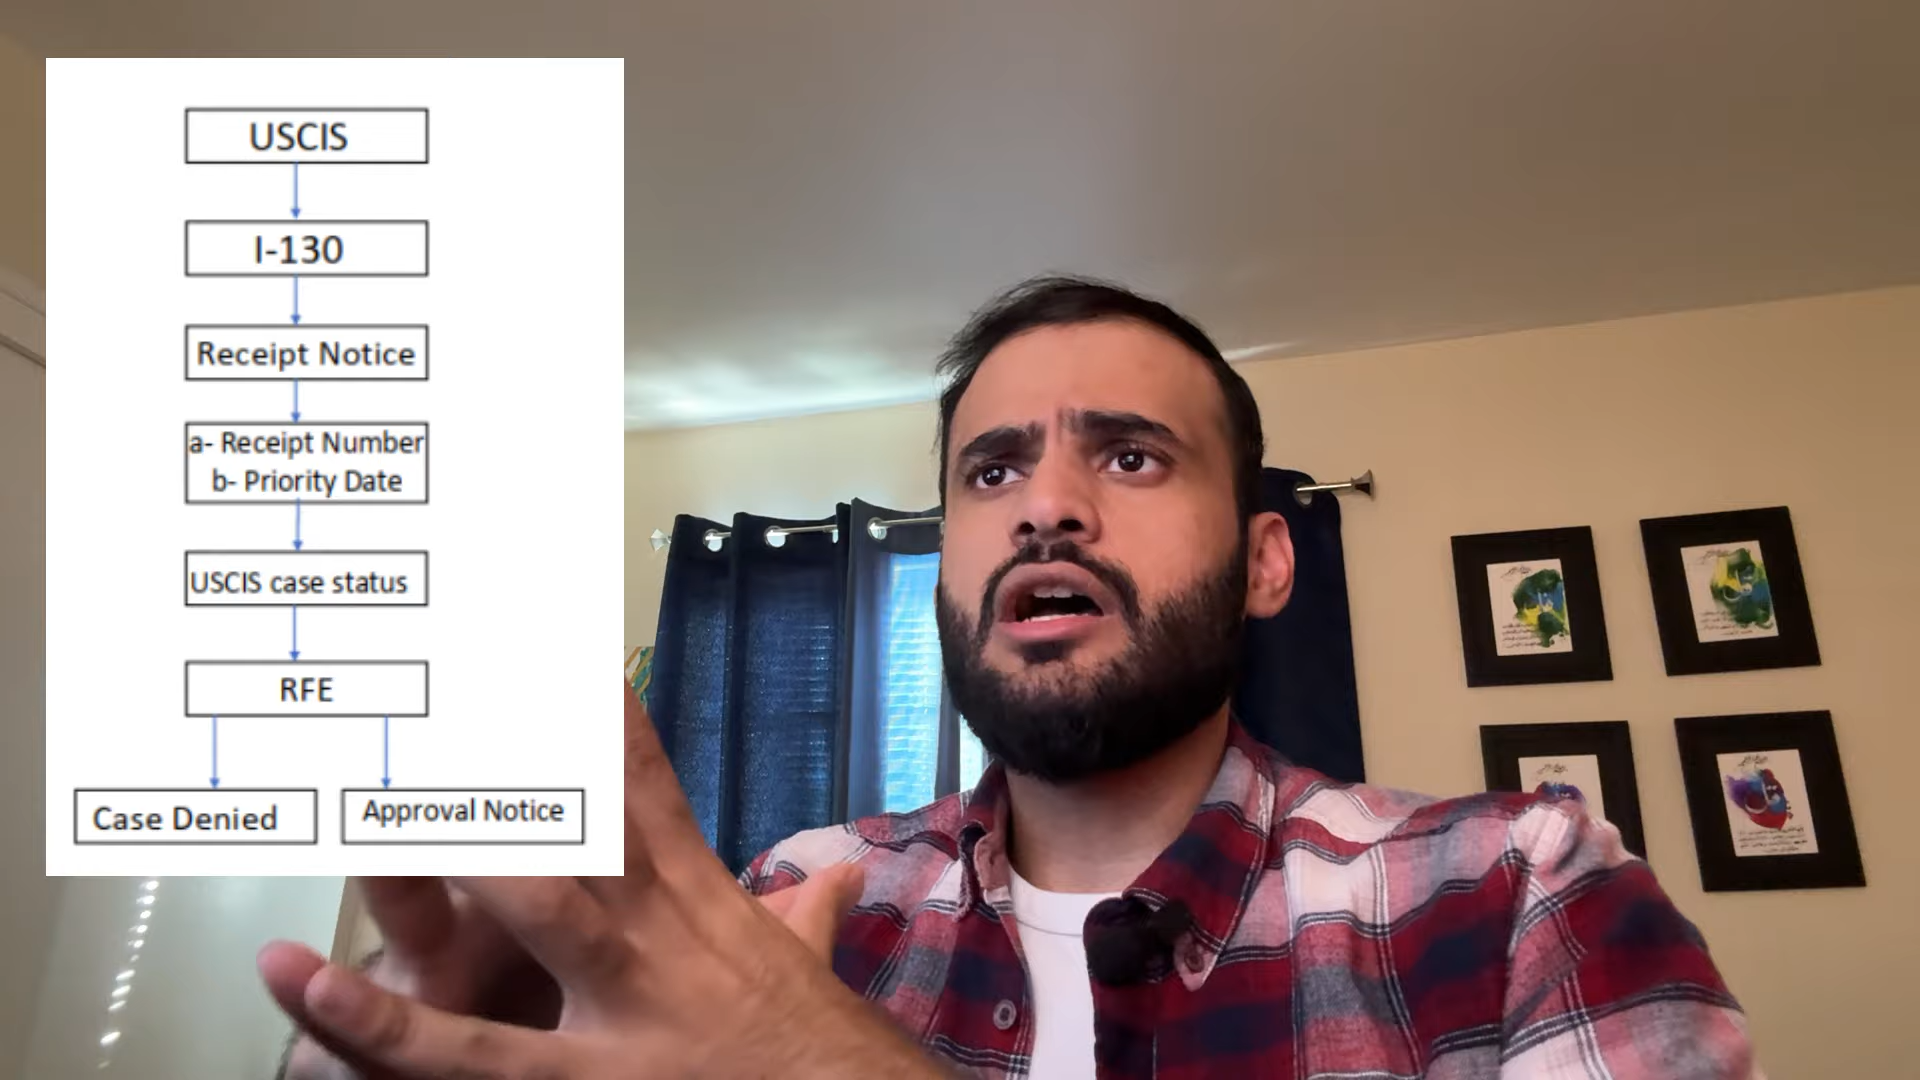 USCIS
I-130
Receipt Notice
a- Receipt Number
b- Priority Date
USCIS case status
RFE
Case Denied
Approval Notice